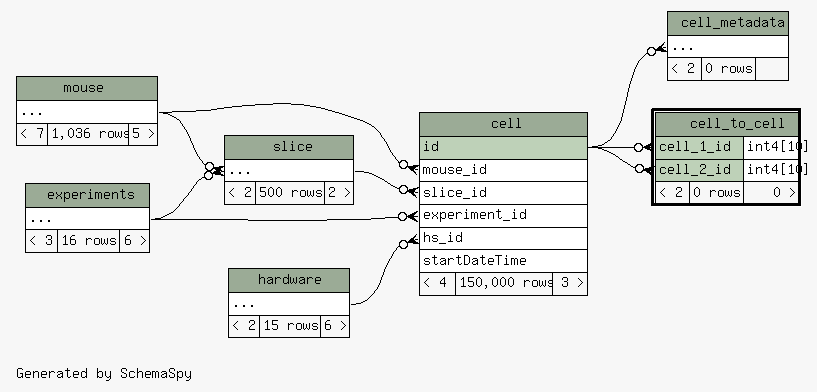 cell_metadata
...
< 2 0 rows
mouse
...
< 7 1,036 rows 5 >
cell
id
mouse_id
slice_id
experiment_id
hs_id
startDateTime
< 4 150,000 rows 3 >
cell_to_cell
cell_1_id int4[10]
cell_2_id int4[10]
< 2 0 rows 0 >
slice
...
< 2 500 rows 2 >
experiments
...
< 3 16 rows 6 >
hardware
...
< 2 15 rows 6 >
Generated by SchemaSpy